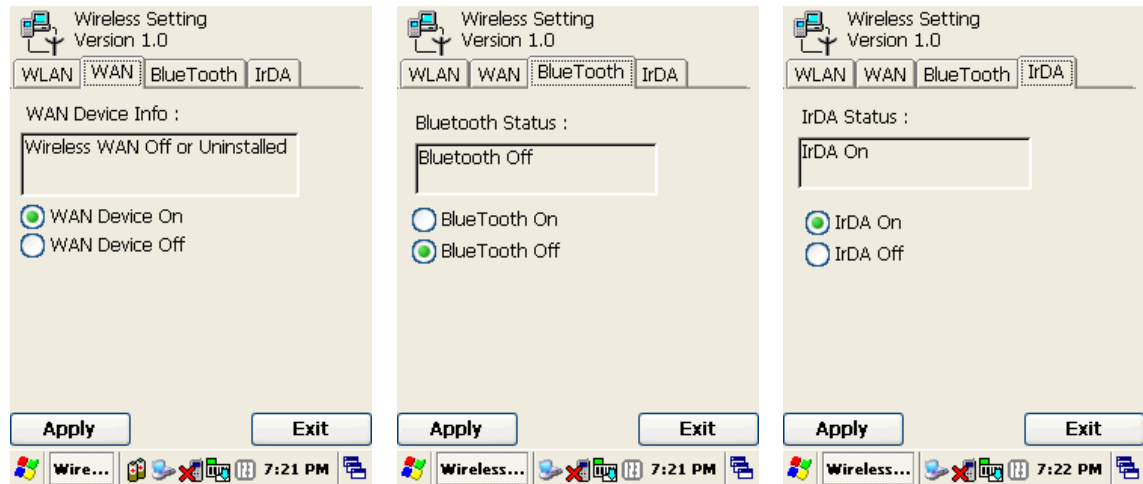 Wireless Setting
Version 1.0
WLAN WAN BlueTooth IrDA
WAN Device Info :
Wireless WAN Off or Uninstalled
WAN Device On
WAN Device Off
Apply Exit
Wire... 7:21 PM
Wireless Setting
Version 1.0
WLAN WAN BlueTooth IrDA
Bluetooth Status :
Bluetooth Off
BlueTooth On
BlueTooth Off
Apply Exit
Wireless... 7:21 PM
Wireless Setting
Version 1.0
WLAN WAN BlueTooth IrDA
IrDA Status :
IrDA On
IrDA On
IrDA Off
Apply Exit
Wireless... 7:22 PM